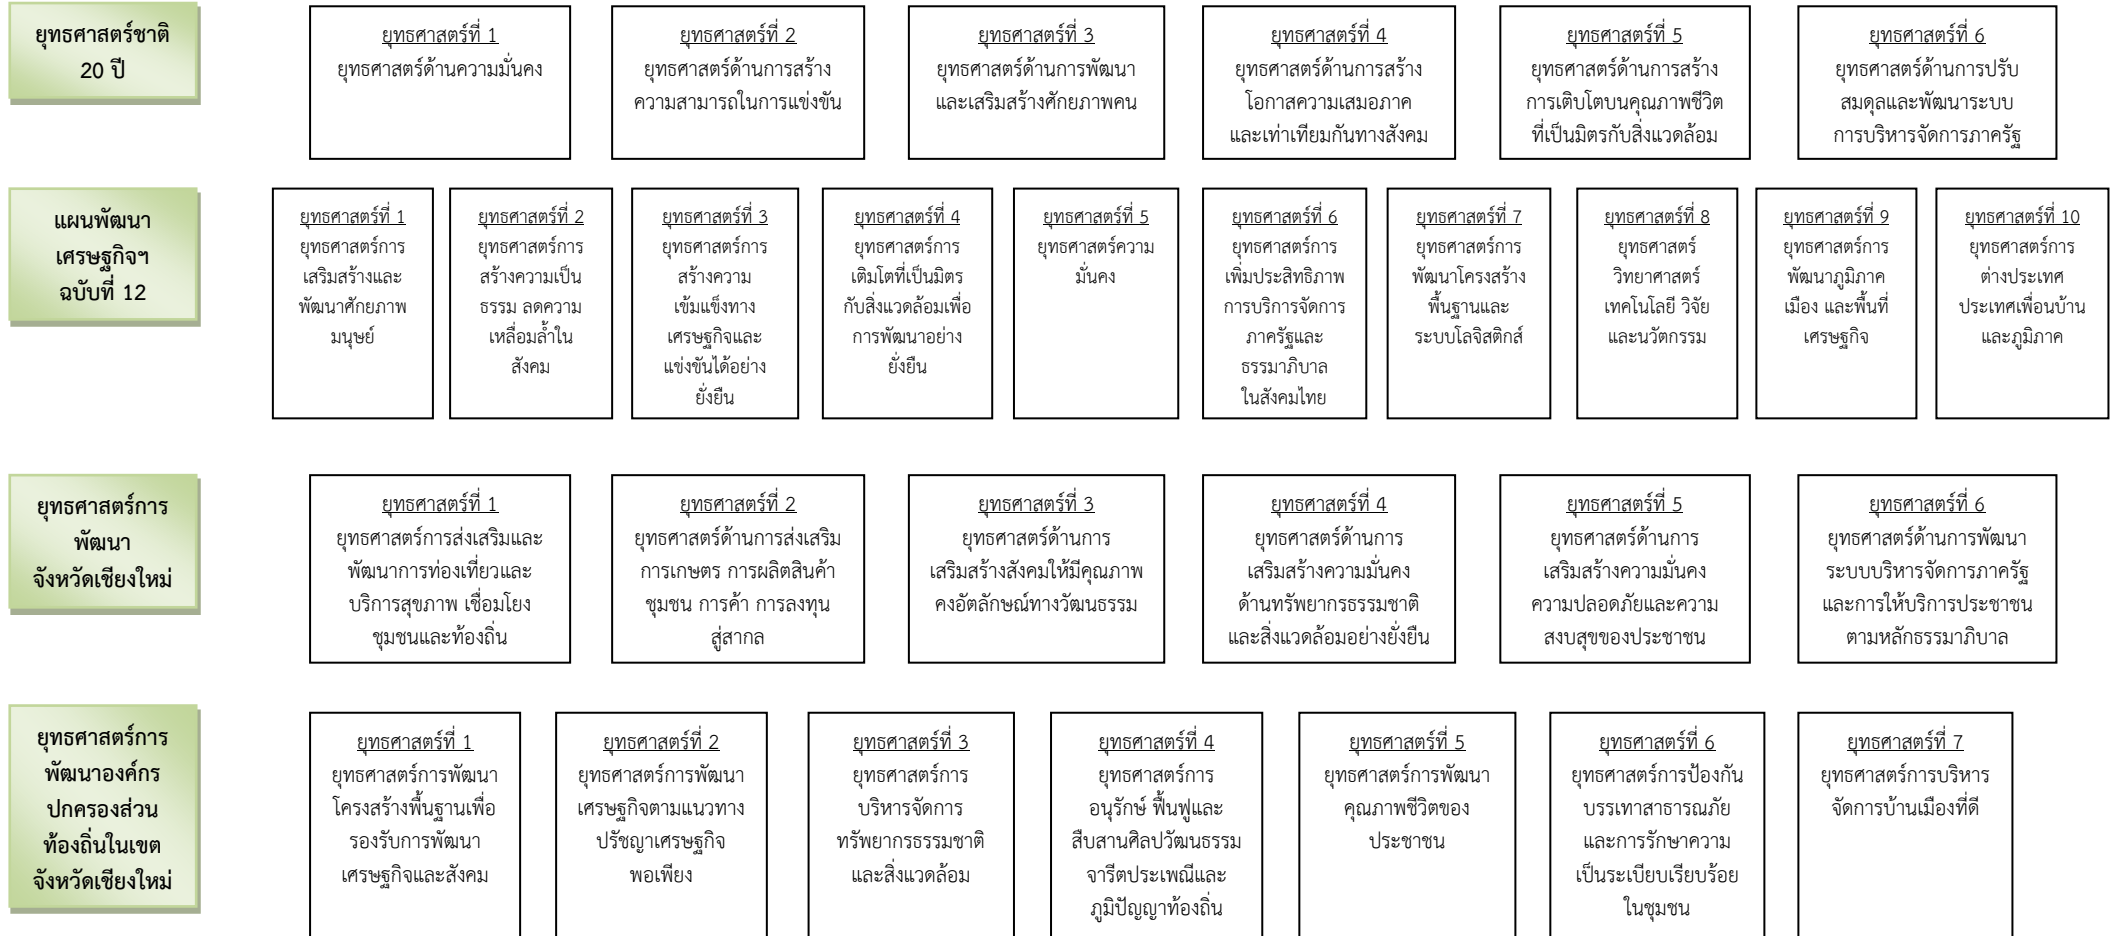 ยุทธศาสตร์ชาติ
20 ปี
ยุทธศาสตร์ที่ 1
ยุทธศาสตร์ด้านความมั่นคง
ยุทธศาสตร์ที่ 2
ยุทธศาสตร์ด้านการสร้าง
ความสามารถในการแข่งขัน
ยุทธศาสตร์ที่ 3
ยุทธศาสตร์ด้านการพัฒนา
และเสริมสร้างศักยภาพคน
ยุทธศาสตร์ที่ 4
ยุทธศาสตร์ด้านการสร้าง
โอกาสความเสมอภาค
และเท่าเทียมกันทางสังคม
ยุทธศาสตร์ที่ 5
ยุทธศาสตร์ด้านการสร้าง
การเติบโตบนคุณภาพชีวิต
ที่เป็นมิตรกับสิ่งแวดล้อม
ยุทธศาสตร์ที่ 6
ยุทธศาสตร์ด้านการปรับ
สมดุลและพัฒนาระบบ
การบริหารจัดการภาครัฐ
แผนพัฒนา
เศรษฐกิจฯ
ฉบับที่ 12
ยุทธศาสตร์ที่ 1
ยุทธศาสตร์การ
เสริมสร้างและ
พัฒนาศักยภาพ
มนุษย์
ยุทธศาสตร์ที่ 2
ยุทธศาสตร์การ
สร้างความเป็น
ธรรม ลดความ
เหลื่อมล้ำใน
สังคม
ยุทธศาสตร์ที่ 3
ยุทธศาสตร์การ
สร้างความ
เข้มแข็งทาง
เศรษฐกิจและ
แข่งขันได้อย่าง
ยั่งยืน
ยุทธศาสตร์ที่ 4
ยุทธศาสตร์การ
เติมโตที่เป็นมิตร
กับสิ่งแวดล้อมเพื่อ
การพัฒนาอย่าง
ยั่งยืน
ยุทธศาสตร์ที่ 5
ยุทธศาสตร์ความ
มั่นคง
ยุทธศาสตร์ที่ 6
ยุทธศาสตร์การ
เพิ่มประสิทธิภาพ
การบริการจัดการ
ภาครัฐและ
ธรรมาภิบาล
ในสังคมไทย
ยุทธศาสตร์ที่ 7
ยุทธศาสตร์การ
พัฒนาโครงสร้าง
พื้นฐานและ
ระบบโลจิสติกส์
ยุทธศาสตร์ที่ 8
ยุทธศาสตร์
วิทยาศาสตร์
เทคโนโลยี วิจัย
และนวัตกรรม
ยุทธศาสตร์ที่ 9
ยุทธศาสตร์การ
พัฒนาภูมิภาค
เมือง และพื้นที่
เศรษฐกิจ
ยุทธศาสตร์ที่ 10
ยุทธศาสตร์การ
ต่างประเทศ
ประเทศเพื่อนบ้าน
และภูมิภาค
ยุทธศาสตร์การ
พัฒนา
จังหวัดเชียงใหม่
ยุทธศาสตร์ที่ 1
ยุทธศาสตร์การส่งเสริมและ
พัฒนาการท่องเที่ยวและ
บริการสุขภาพ เชื่อมโยง
ชุมชนและท้องถิ่น
ยุทธศาสตร์ที่ 2
ยุทธศาสตร์ด้านการส่งเสริม
การเกษตร การผลิตสินค้า
ชุมชน การค้า การลงทุน
สู่สากล
ยุทธศาสตร์ที่ 3
ยุทธศาสตร์ด้านการ
เสริมสร้างสังคมให้มีคุณภาพ
คงอัตลักษณ์ทางวัฒนธรรม
ยุทธศาสตร์ที่ 4
ยุทธศาสตร์ด้านการ
เสริมสร้างความมั่นคง
ด้านทรัพยากรธรรมชาติ
และสิ่งแวดล้อมอย่างยั่งยืน
ยุทธศาสตร์ที่ 5
ยุทธศาสตร์ด้านการ
เสริมสร้างความมั่นคง
ความปลอดภัยและความ
สงบสุขของประชาชน
ยุทธศาสตร์ที่ 6
ยุทธศาสตร์ด้านการพัฒนา
ระบบบริหารจัดการภาครัฐ
และการให้บริการประชาชน
ตามหลักธรรมาภิบาล
ยุทธศาสตร์การ
พัฒนาองค์กร
ปกครองส่วน
ท้องถิ่นในเขต
จังหวัดเชียงใหม่
ยุทธศาสตร์ที่ 1
ยุทธศาสตร์การพัฒนา
โครงสร้างพื้นฐานเพื่อ
รองรับการพัฒนา
เศรษฐกิจและสังคม
ยุทธศาสตร์ที่ 2
ยุทธศาสตร์การพัฒนา
เศรษฐกิจตามแนวทาง
ปรัชญาเศรษฐกิจ
พอเพียง
ยุทธศาสตร์ที่ 3
ยุทธศาสตร์การ
บริหารจัดการ
ทรัพยากรธรรมชาติ
และสิ่งแวดล้อม
ยุทธศาสตร์ที่ 4
ยุทธศาสตร์การ
อนุรักษ์ ฟื้นฟูและ
สืบสานศิลปวัฒนธรรม
จารีตประเพณีและ
ภูมิปัญญาท้องถิ่น
ยุทธศาสตร์ที่ 5
ยุทธศาสตร์การพัฒนา
คุณภาพชีวิตของ
ประชาชน
ยุทธศาสตร์ที่ 6
ยุทธศาสตร์การป้องกัน
บรรเทาสาธารณภัย
และการรักษาความ
เป็นระเบียบเรียบร้อย
ในชุมชน
ยุทธศาสตร์ที่ 7
ยุทธศาสตร์การบริหาร
จัดการบ้านเมืองที่ดี